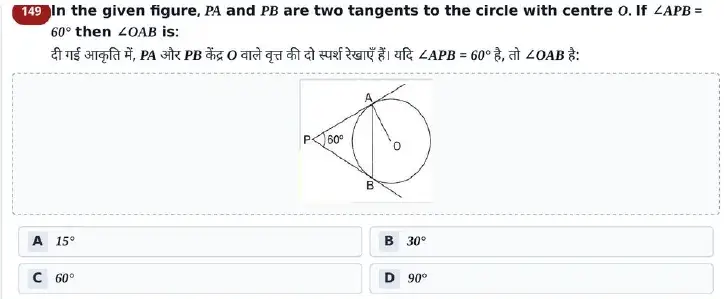 149 In the given figure, PA and PB are two tangents to the circle with centre O. If ∠APB =
60° then ∠OAB is:
दी गई आकृति में, PA और PB केंद्र O वाले वृत्त की दो स्पर्श रेखाएँ हैं। यदि ∠APB = 60° है, तो ∠OAB है:
A
P 60° O
B
A 15° B 30°
C 60° D 90°